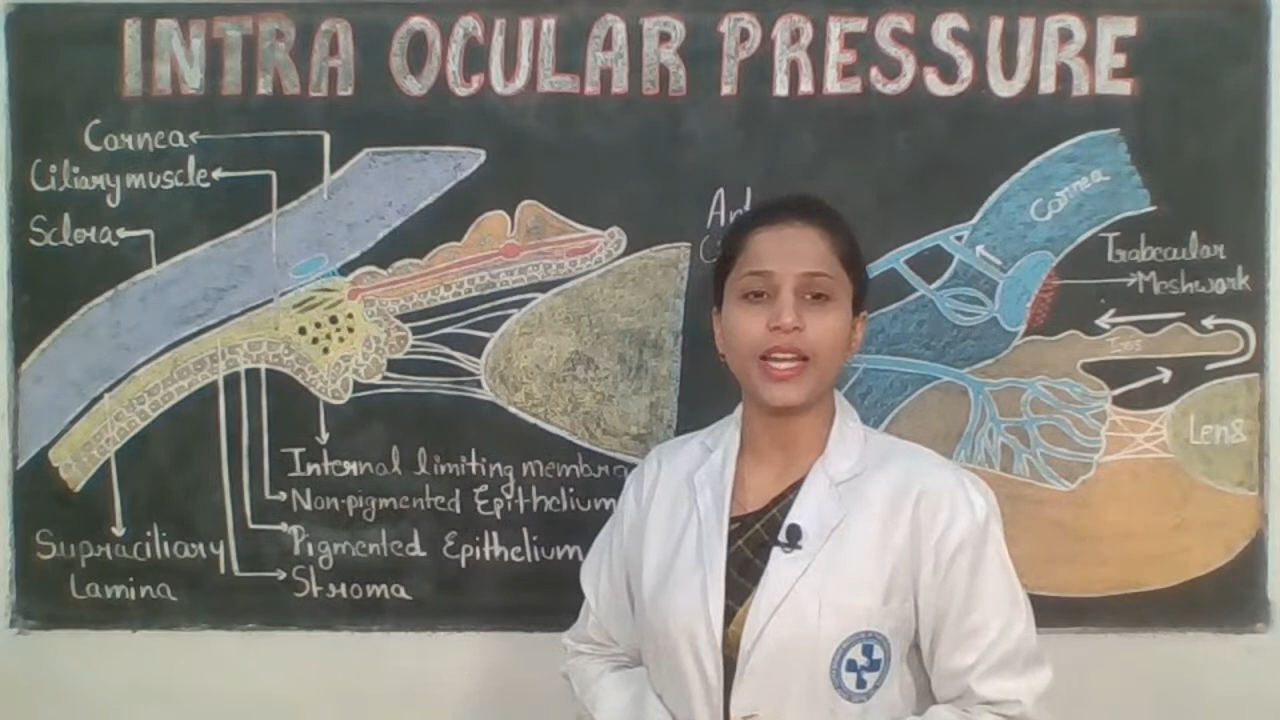 INTRA OCULAR PRESSURE
Cornea
Ciliary muscle
Sclora
Internal limiting membra
Non-pigmented Epithelium
Pigmented Epithelium
Stroma
Supraciliary
Lamina
Cornea
Trabecular
Meshwork
Iris
Lens